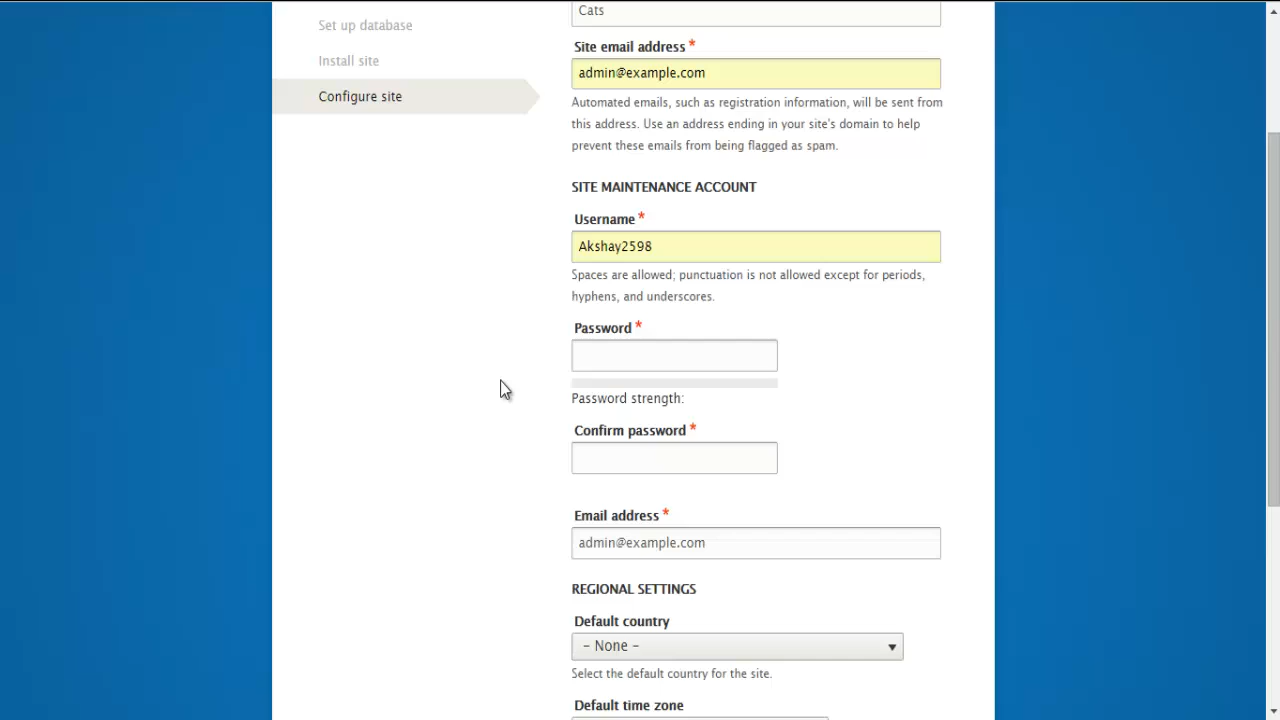 Set up database
Install site
Configure site
Cats
Site email address *
admin@example.com
Automated emails, such as registration information, will be sent from
this address. Use an address ending in your site's domain to help
prevent these emails from being flagged as spam.
SITE MAINTENANCE ACCOUNT
Username *
Akshay2598
Spaces are allowed; punctuation is not allowed except for periods,
hyphens, and underscores.
Password *
Password strength:
Confirm password *
Email address *
admin@example.com
REGIONAL SETTINGS
Default country
- None -
Select the default country for the site.
Default time zone